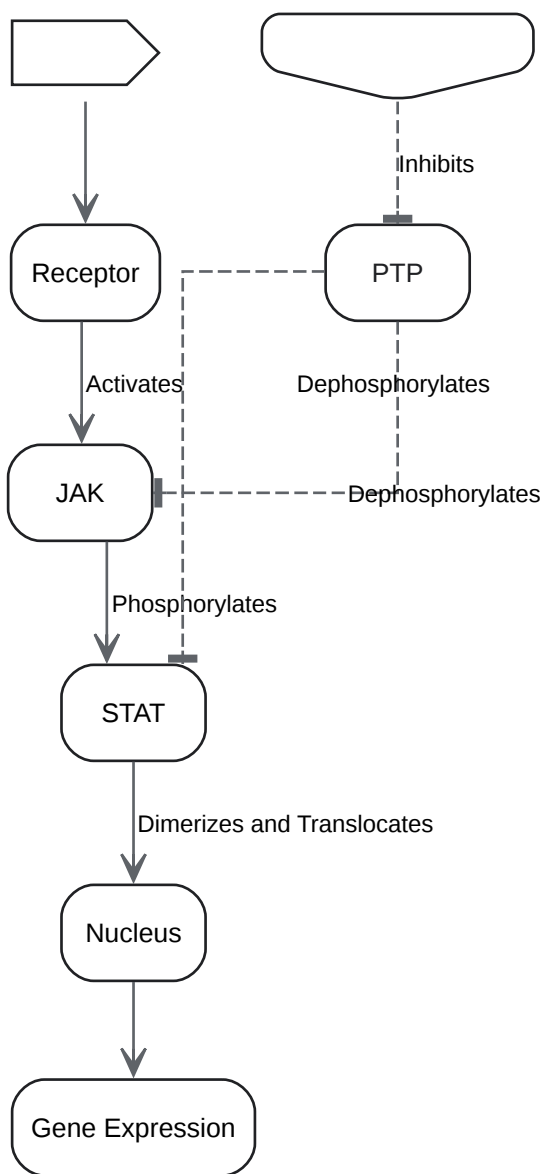 Inhibits
Receptor
PTP
Activates
Dephosphorylates
JAK
Dephosphorylates
Phosphorylates
STAT
Dimerizes and Translocates
Nucleus
Gene Expression